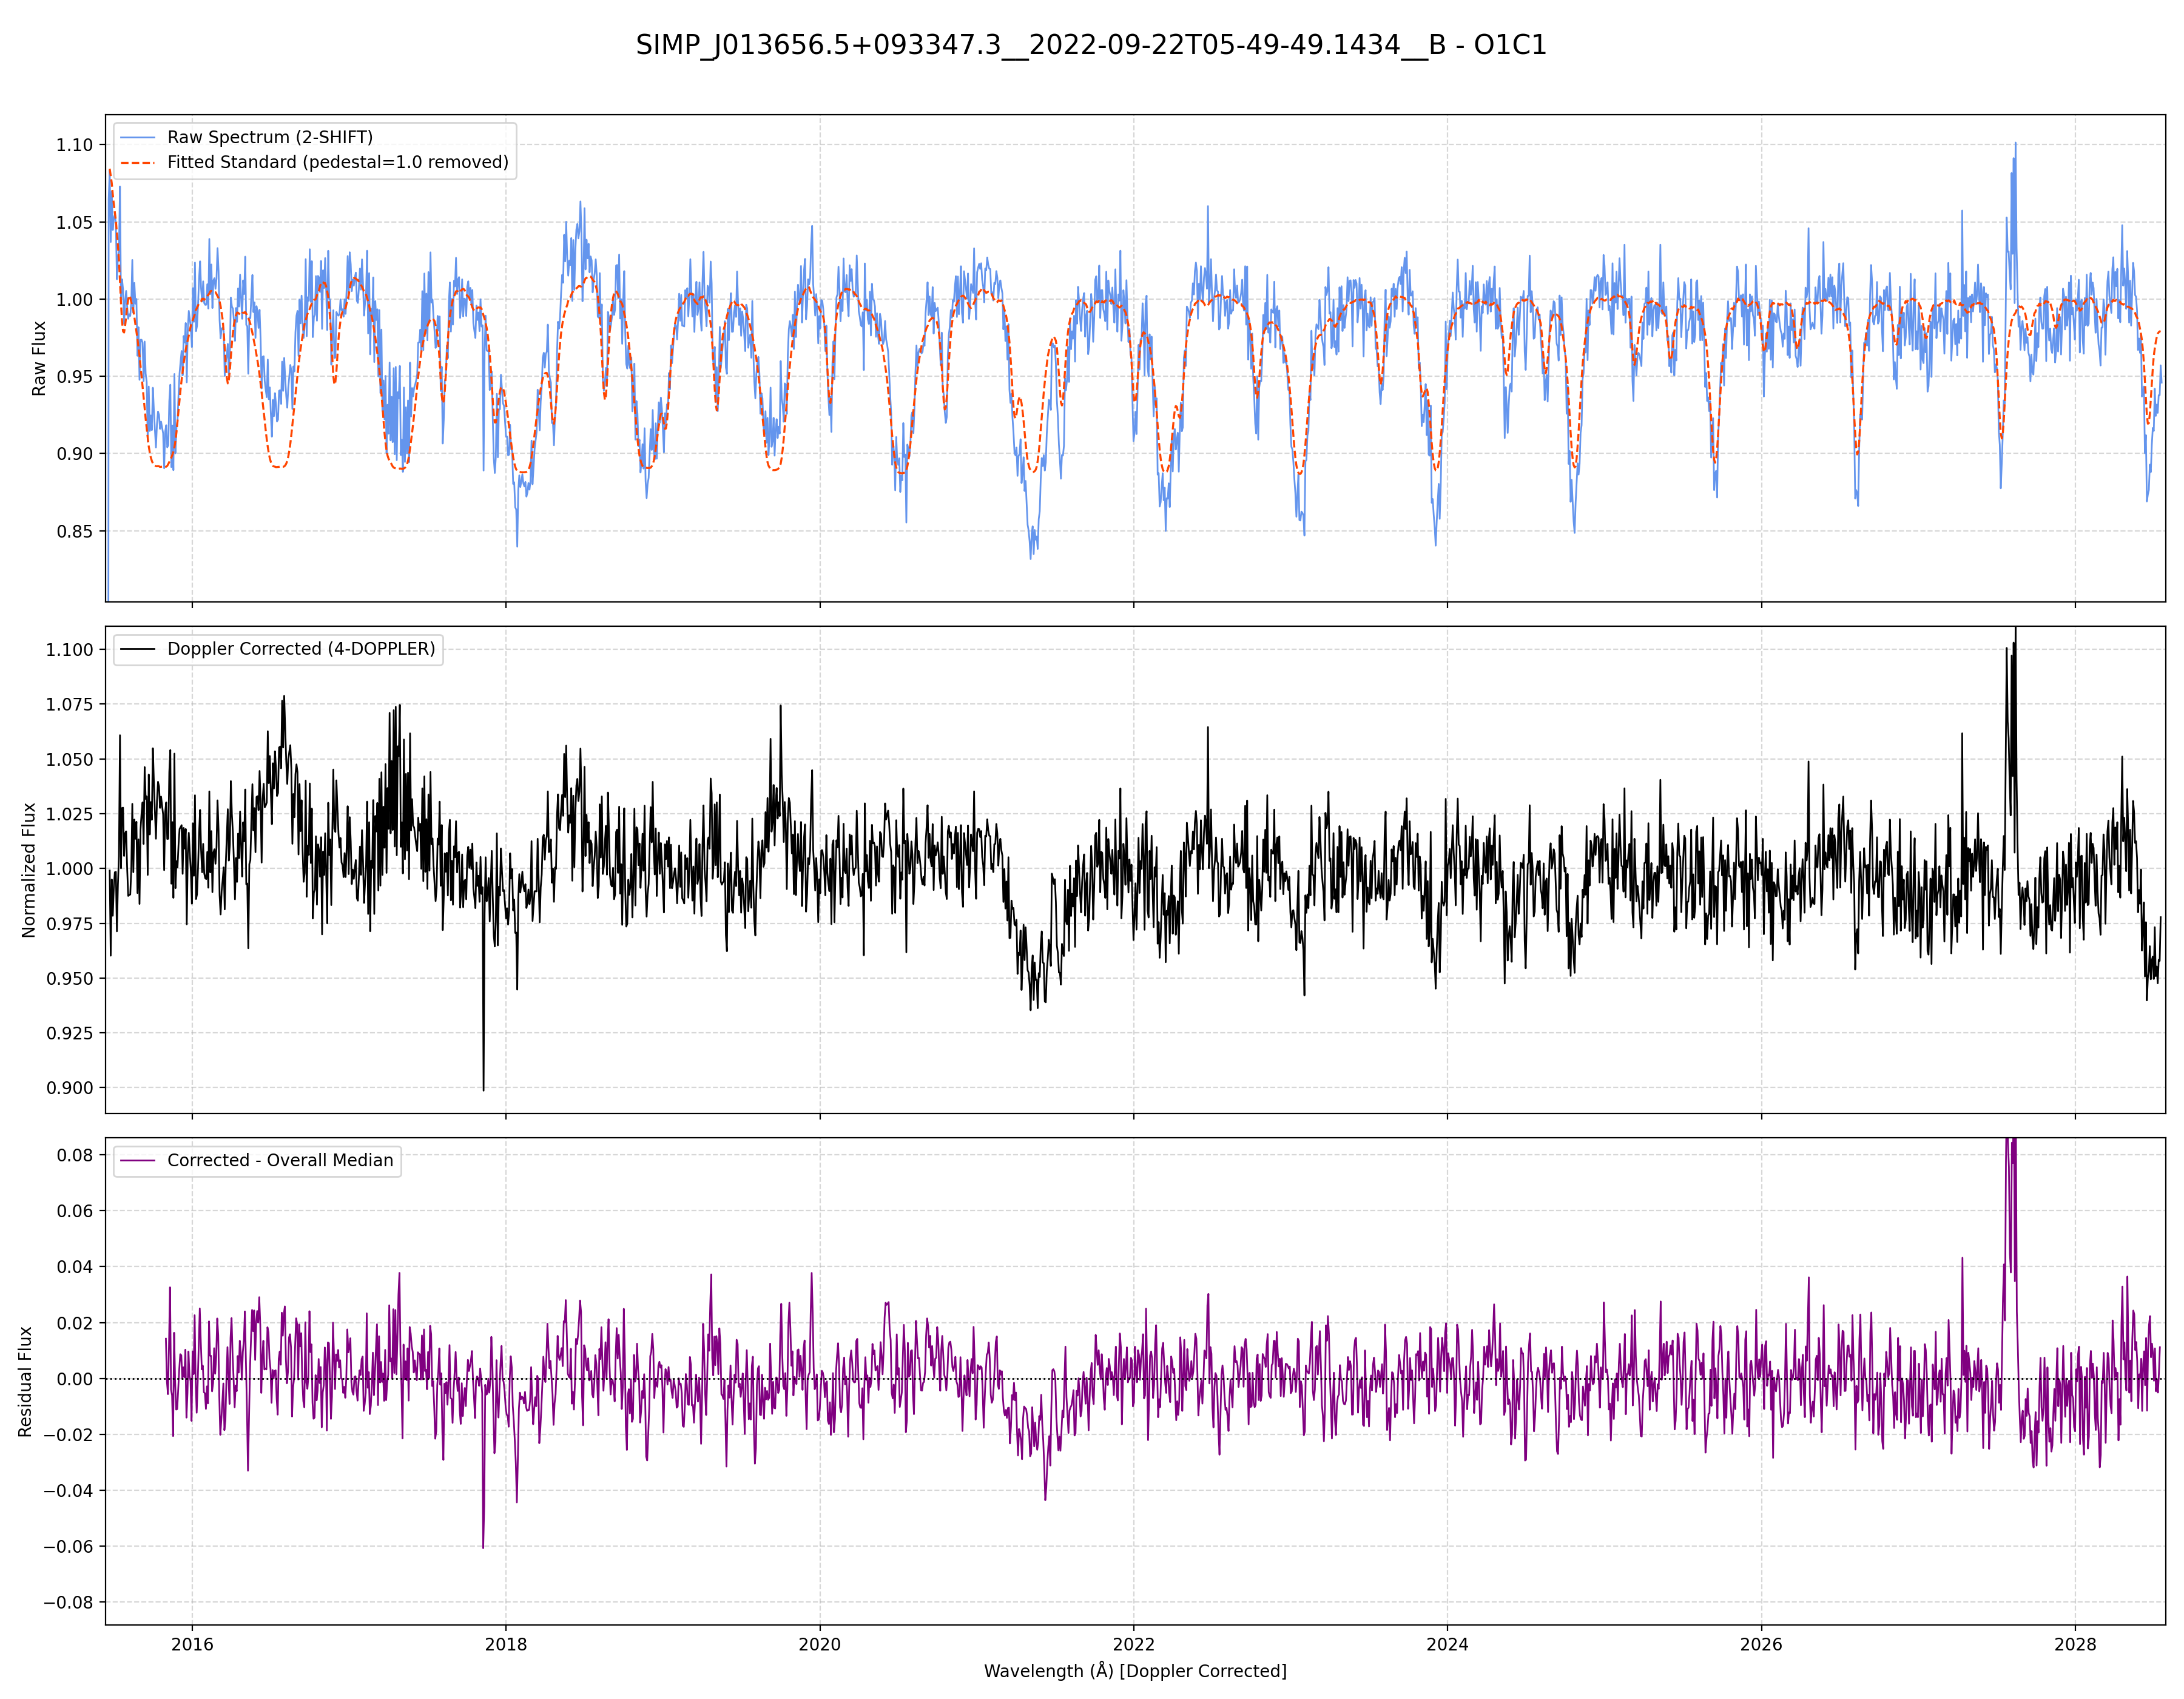 SIMP_J013656.5+093347.3__2022-09-22T05-49-49.1434__B - O1C1
Raw Spectrum (2-SHIFT)
Fitted Standard (pedestal=1.0 removed)
Raw Flux
1.10
1.05
1.00
0.95
0.90
0.85
Doppler Corrected (4-DOPPLER)
Normalized Flux
1.100
1.075
1.050
1.025
1.000
0.975
0.950
0.925
0.900
Corrected - Overall Median
Residual Flux
0.08
0.06
0.04
0.02
0.00
−0.02
−0.04
−0.06
−0.08
2016 2018 2020 2022 2024 2026 2028
Wavelength (Å) [Doppler Corrected]